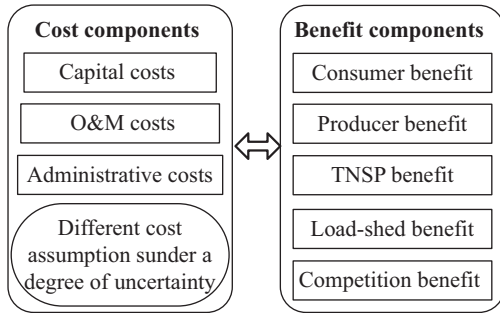 Cost components
Capital costs
O&M costs
Administrative costs
Different cost
assumption sunder a
degree of uncertainty
Benefit components
Consumer benefit
Producer benefit
TNSP benefit
Load-shed benefit
Competition benefit